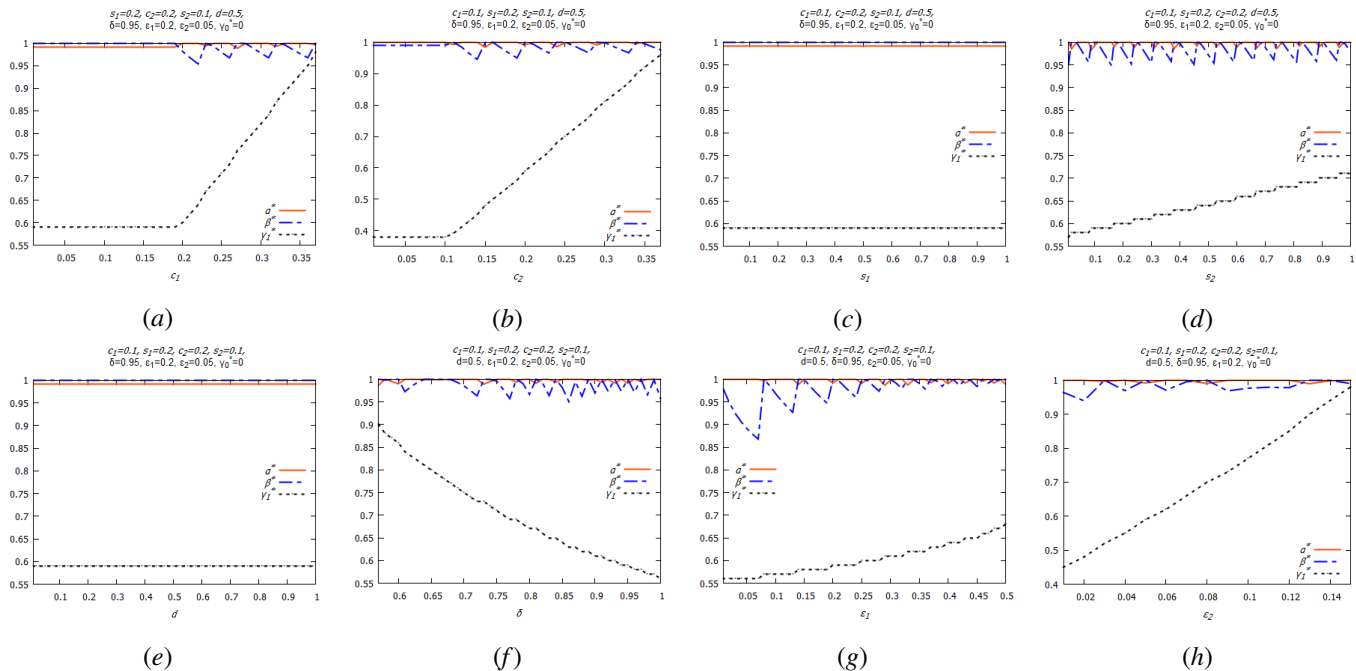 s₁=0.2, c₂=0.2, s₂=0.1, d=0.5,
δ=0.95, ε₁=0.2, ε₂=0.05, γ₀*=0
1
0.95
0.9
0.85
0.8
0.75
0.7
0.65
0.6
0.55
α*
β*
γ₁*
0.05 0.1 0.15 0.2 0.25 0.3 0.35
c₁
(a)
c₁=0.1, s₁=0.2, s₂=0.1, d=0.5,
δ=0.95, ε₁=0.2, ε₂=0.05, γ₀*=0
1
0.9
0.8
0.7
0.6
0.5
0.4
α*
β*
γ₁*
0.05 0.1 0.15 0.2 0.25 0.3 0.35
c₂
(b)
c₁=0.1, c₂=0.2, s₂=0.1, d=0.5,
δ=0.95, ε₁=0.2, ε₂=0.05, γ₀*=0
1
0.95
0.9
0.85
0.8
0.75
0.7
0.65
0.6
0.55
α*
β*
γ₁*
0.1 0.2 0.3 0.4 0.5 0.6 0.7 0.8 0.9 1
s₁
(c)
c₁=0.1, s₁=0.2, c₂=0.2, d=0.5,
δ=0.95, ε₁=0.2, ε₂=0.05, γ₀*=0
1
0.95
0.9
0.85
0.8
0.75
0.7
0.65
0.6
0.55
α*
β*
γ₁*
0.1 0.2 0.3 0.4 0.5 0.6 0.7 0.8 0.9 1
s₂
(d)
c₁=0.1, s₁=0.2, c₂=0.2, s₂=0.1,
δ=0.95, ε₁=0.2, ε₂=0.05, γ₀*=0
1
0.95
0.9
0.85
0.8
0.75
0.7
0.65
0.6
0.55
α*
β*
γ₁*
0.1 0.2 0.3 0.4 0.5 0.6 0.7 0.8 0.9 1
d
(e)
c₁=0.1, s₁=0.2, c₂=0.2, s₂=0.1,
d=0.5, ε₁=0.2, ε₂=0.05, γ₀*=0
1
0.95
0.9
0.85
0.8
0.75
0.7
0.65
0.6
0.55
α*
β*
γ₁*
0.6 0.65 0.7 0.75 0.8 0.85 0.9 0.95 1
δ
(f)
c₁=0.1, s₁=0.2, c₂=0.2, s₂=0.1,
d=0.5, δ=0.95, ε₂=0.05, γ₀*=0
1
0.95
0.9
0.85
0.8
0.75
0.7
0.65
0.6
0.55
α*
β*
γ₁*
0.05 0.1 0.15 0.2 0.25 0.3 0.35 0.4 0.45 0.5
ε₁
(g)
c₁=0.1, s₁=0.2, c₂=0.2, s₂=0.1,
d=0.5, δ=0.95, ε₁=0.2, γ₀*=0
1
0.9
0.8
0.7
0.6
0.5
0.4
α*
β*
γ₁*
0.02 0.04 0.06 0.08 0.1 0.12 0.14
ε₂
(h)